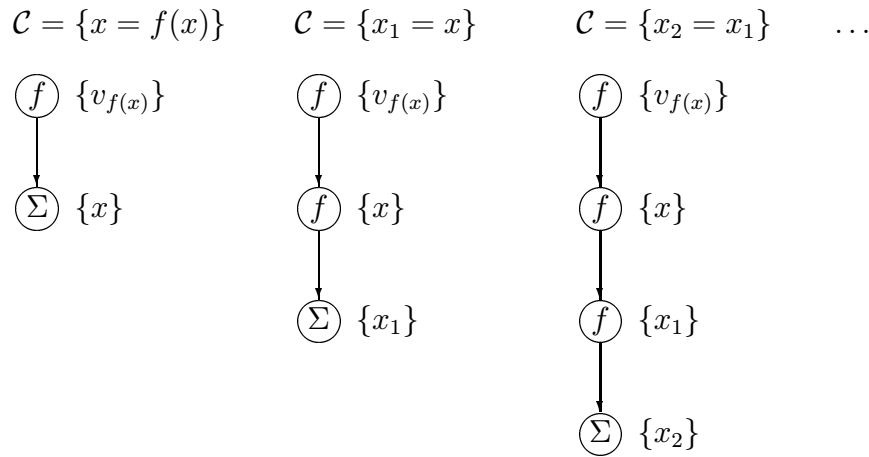 𝒞 = {x = f(x)} 𝒞 = {x₁ = x} 𝒞 = {x₂ = x₁} …
f {v_{f(x)}} f {v_{f(x)}} f {v_{f(x)}}
Σ {x} f {x} f {x}
Σ {x₁} f {x₁}
Σ {x₂}